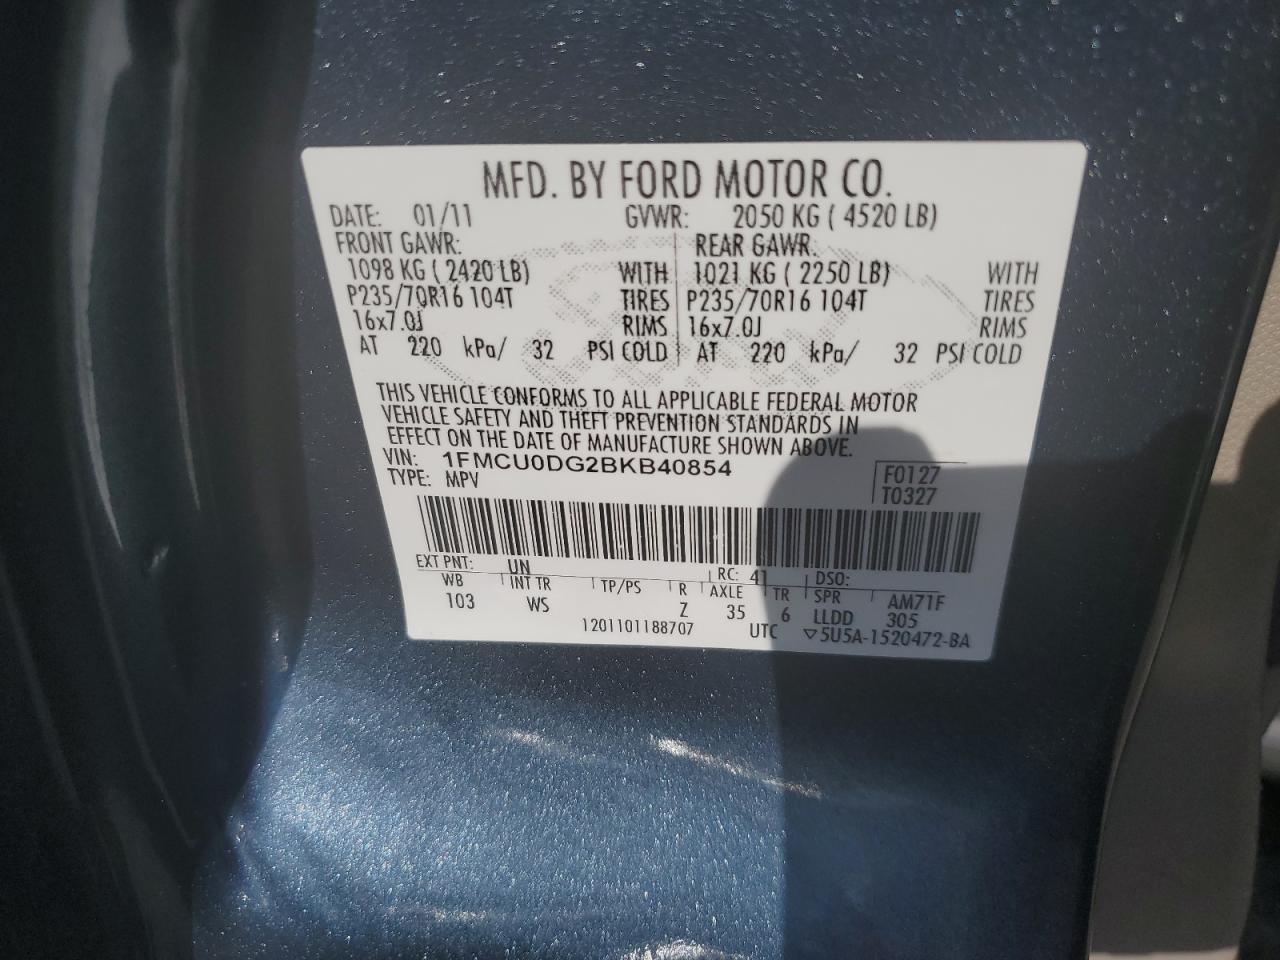 MFD. BY FORD MOTOR CO.
DATE: 01/11 GVWR: 2050 KG ( 4520 LB)
FRONT GAWR: REAR GAWR:
1098 KG ( 2420 LB) WITH 1021 KG ( 2250 LB) WITH
P235/70R16 104T TIRES P235/70R16 104T TIRES
16x7.0J RIMS 16x7.0J RIMS
AT 220 kPa/ 32 PSI COLD AT 220 kPa/ 32 PSI COLD
THIS VEHICLE CONFORMS TO ALL APPLICABLE FEDERAL MOTOR
VEHICLE SAFETY AND THEFT PREVENTION STANDARDS IN
EFFECT ON THE DATE OF MANUFACTURE SHOWN ABOVE.
VIN: 1FMCU0DG2BKB40854
TYPE: MPV
F0127
T0327
EXT PNT: UN RC: 41 DSO:
WB INT TR TP/PS R AXLE TR SPR AM71F
103 WS Z 35 6 LLDD 305
1201101188707 UTC ▽5U5A-1520472-BA